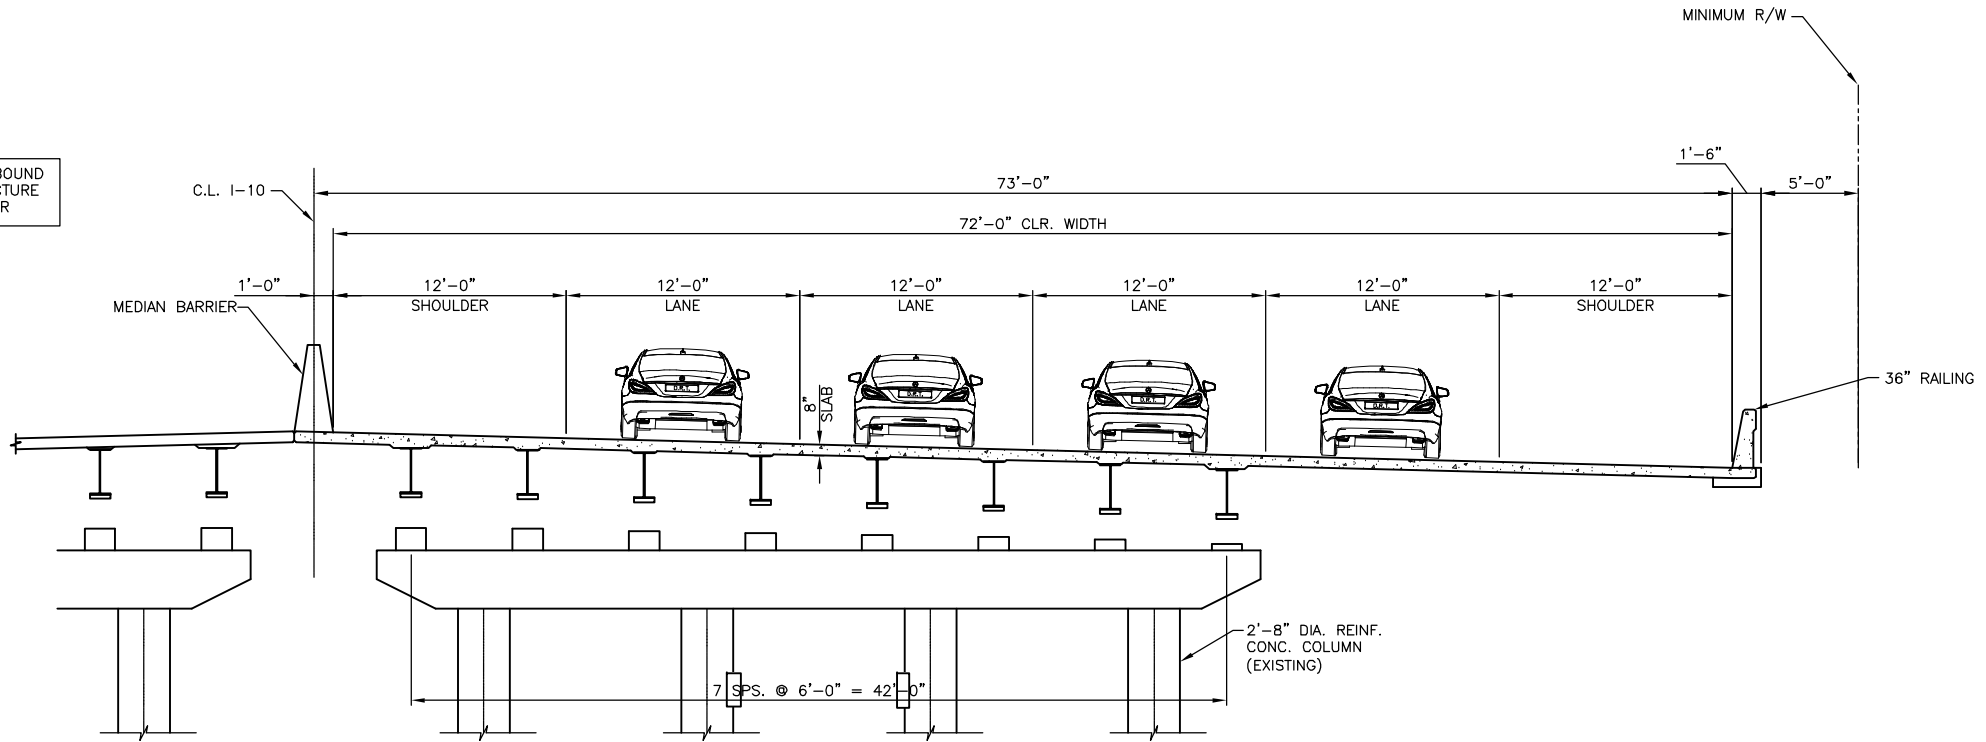 MINIMUM R/W
BOUND
CTURE
R
C.L. I-10
73'-0"
1'-6"
5'-0"
72'-0" CLR. WIDTH
1'-0"
12'-0"
SHOULDER
12'-0"
LANE
12'-0"
LANE
12'-0"
LANE
12'-0"
LANE
12'-0"
SHOULDER
MEDIAN BARRIER
8"
SLAB
D.R.T.
D.R.T.
D.R.T.
D.R.T.
36" RAILING
2'-8" DIA. REINF.
CONC. COLUMN
(EXISTING)
7 SPS. @ 6'-0" = 42'-0"